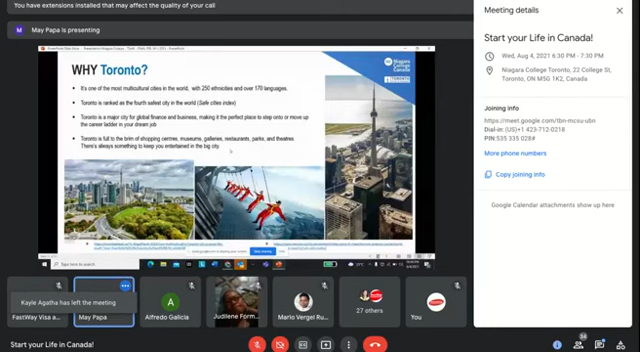 You have extensions installed that may affect the quality of your call
M May Papa is presenting
WHY Toronto?
Niagara
College
Canada
It's one of the most multicultural cities in the world, with 250 ethnicities and over 170 languages.
Toronto is ranked as the fourth safest city in the world (Safe cities index)
Toronto is a major city for global finance and business, making it the perfect place to step onto or move up
the career ladder in your dream job
Toronto is full to the brim of shopping centres, museums, galleries, restaurants, parks, and theatres
There's always something to keep you entertained in the big city
Type here to search
Kayle Agatha has left the meeting
FastWay Visa a...
May Papa
A
Alfredo Galicia
Judilene Form...
Mario Vergel Ru...
27 others
You
Start your Life in Canada!
Meeting details
Start your Life in Canada!
Wed, Aug 4, 2021 6:30 PM - 7:30 PM
Niagara College Toronto, 22 College St,
Toronto, ON M5G 1K2, Canada
Joining info
https://meet.google.com/tbn-mcsu-ubn
Dial-in: (US)+1 423-712-0218
PIN: 535 335 028#
More phone numbers
Copy joining info
Google Calendar attachments show up here